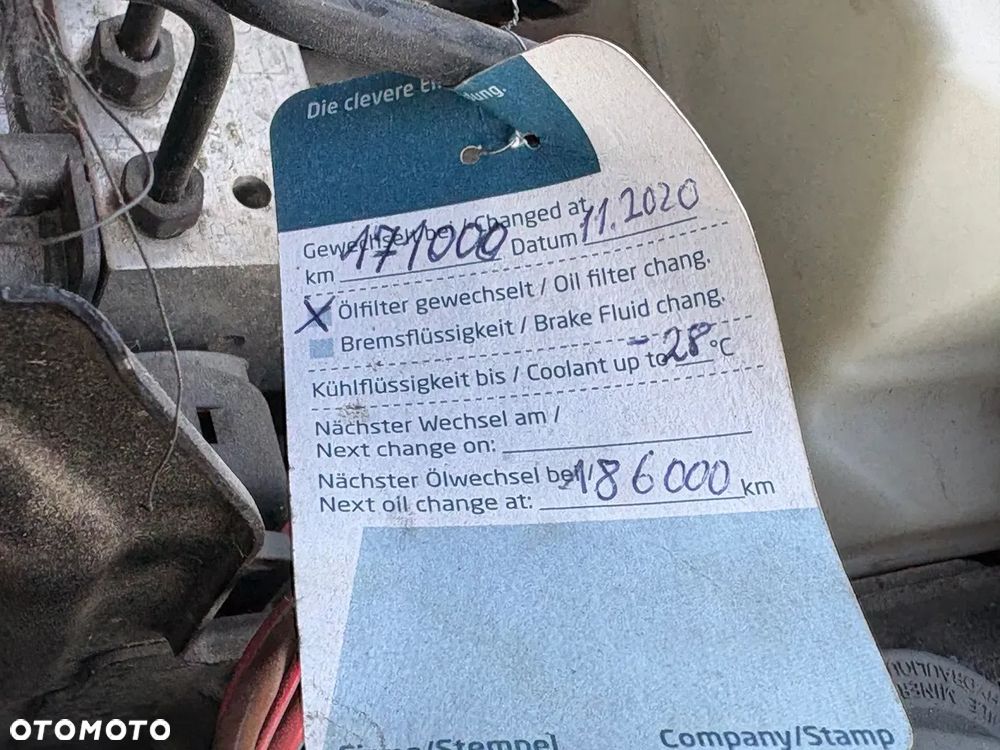 Die clevere
Gewechselt bei / Changed at
km 171000 Datum 11.2020
X Ölfilter gewechselt / Oil filter chang.
Bremsflüssigkeit / Brake Fluid chang.
Kühlflüssigkeit bis / Coolant up to -28 °C
Nächster Wechsel am /
Next change on:
Nächster Ölwechsel bei /
Next oil change at: 186000 km
Firma/Stempel Company/Stamp
OTOMOTO